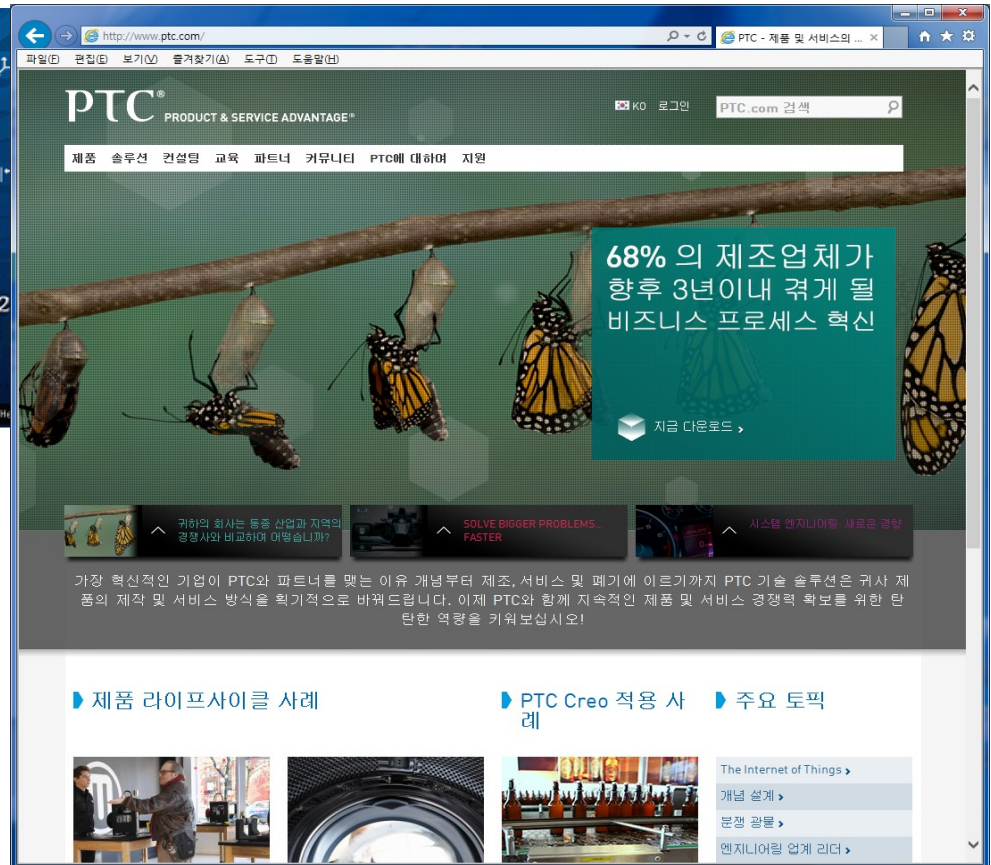 http://www.ptc.com/
PTC - 제품 및 서비스의 ...
파일(F) 편집(E) 보기(V) 즐겨찾기(A) 도구(T) 도움말(H)
PTC® PRODUCT & SERVICE ADVANTAGE®
KO 로그인
PTC.com 검색
제품 솔루션 컨설팅 교육 파트너 커뮤니티 PTC에 대하여 지원
68% 의 제조업체가
향후 3년이내 겪게 될
비즈니스 프로세스 혁신
지금 다운로드
귀하의 회사는 동종 산업과 지역의
경쟁사와 비교하여 어떻습니까?
SOLVE BIGGER PROBLEMS...
FASTER
시스템 엔지니어링: 새로운 경향
가장 혁신적인 기업이 PTC와 파트너를 맺는 이유 개념부터 제조, 서비스 및 폐기에 이르기까지 PTC 기술 솔루션은 귀사 제
품의 제작 및 서비스 방식을 획기적으로 바꿔드립니다. 이제 PTC와 함께 지속적인 제품 및 서비스 경쟁력 확보를 위한 탄
탄한 역량을 키워보십시오!
제품 라이프사이클 사례
PTC Creo 적용 사
례
주요 토픽
The Internet of Things
개념 설계
분쟁 광물
엔지니어링 업계 리더